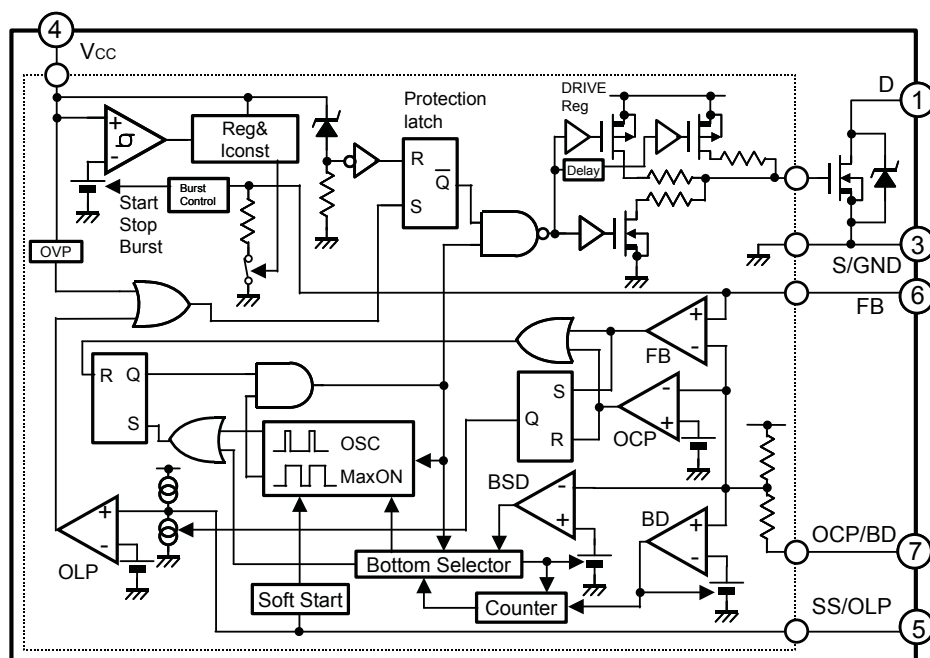 4
VCC
D
1
DRIVE
Reg
Protection
latch
+
-
Reg&
Iconst
R
Q
S
Delay
Burst
Control
Start
Stop
Burst
OVP
3
S/GND
6
FB
+
-
FB
R Q
S
S
Q
R
-
+
OCP
OSC
MaxON
BSD
-
+
BD
+
-
+
-
OLP
OCP/BD
7
Bottom Selector
Soft Start
Counter
SS/OLP
5